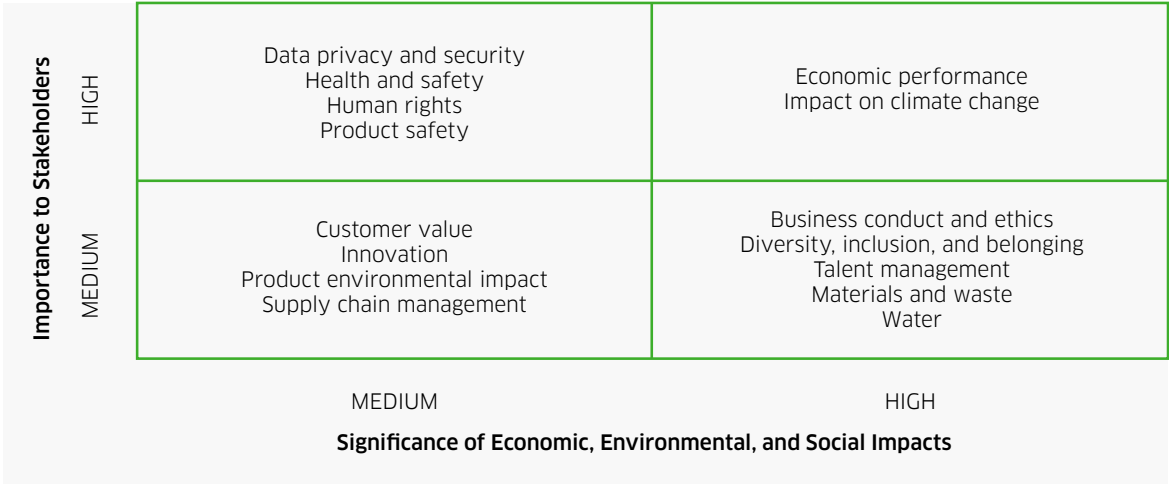 Importance to Stakeholders
HIGH
Data privacy and security
Health and safety
Human rights
Product safety
Economic performance
Impact on climate change
MEDIUM
Customer value
Innovation
Product environmental impact
Supply chain management
Business conduct and ethics
Diversity, inclusion, and belonging
Talent management
Materials and waste
Water
MEDIUM
HIGH
Significance of Economic, Environmental, and Social Impacts